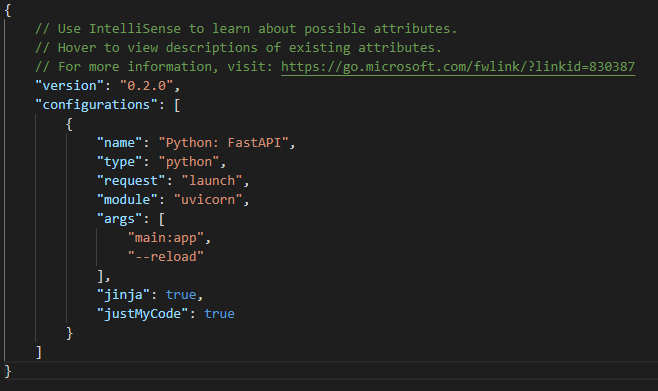 {
    // Use IntelliSense to learn about possible attributes.
    // Hover to view descriptions of existing attributes.
    // For more information, visit: https://go.microsoft.com/fwlink/?linkid=830387
    "version": "0.2.0",
    "configurations": [
        {
            "name": "Python: FastAPI",
            "type": "python",
            "request": "launch",
            "module": "uvicorn",
            "args": [
                "main:app",
                "--reload"
            ],
            "jinja": true,
            "justMyCode": true
        }
    ]
}